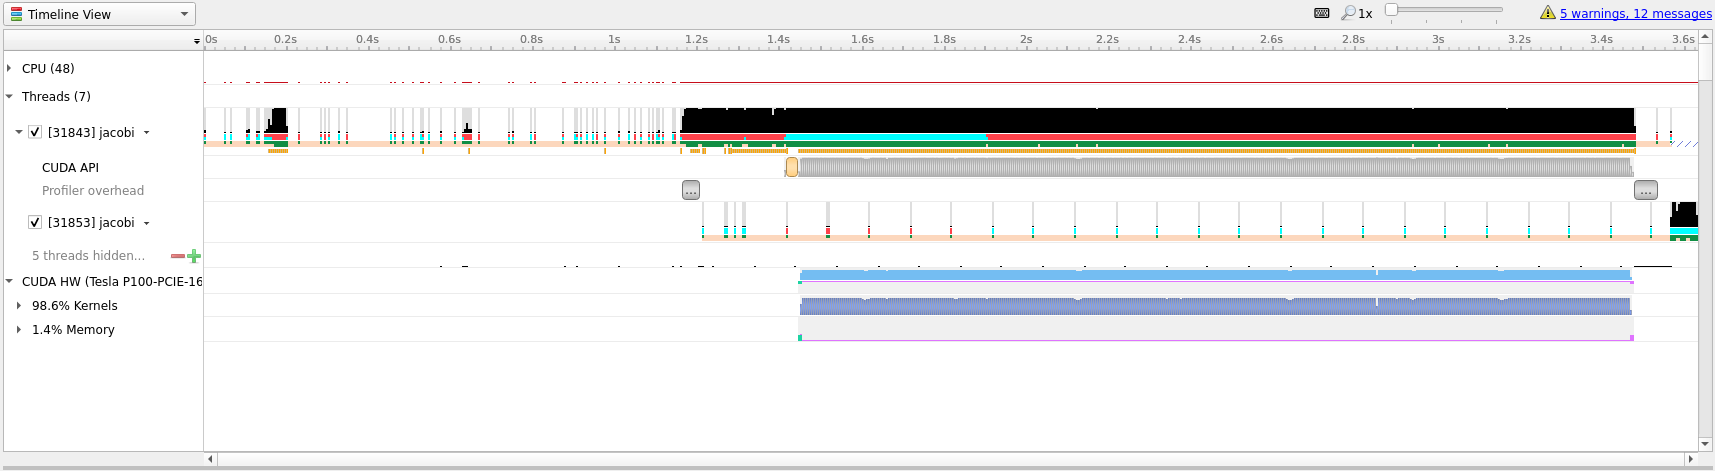 Timeline View
1x
5 warnings, 12 messages
0s 0.2s 0.4s 0.6s 0.8s 1s 1.2s 1.4s 1.6s 1.8s 2s 2.2s 2.4s 2.6s 2.8s 3s 3.2s 3.4s 3.6s
CPU (48)
Threads (7)
[31843] jacobi
CUDA API
Profiler overhead
...
...
[31853] jacobi
5 threads hidden...
CUDA HW (Tesla P100-PCIE-16
98.6% Kernels
1.4% Memory